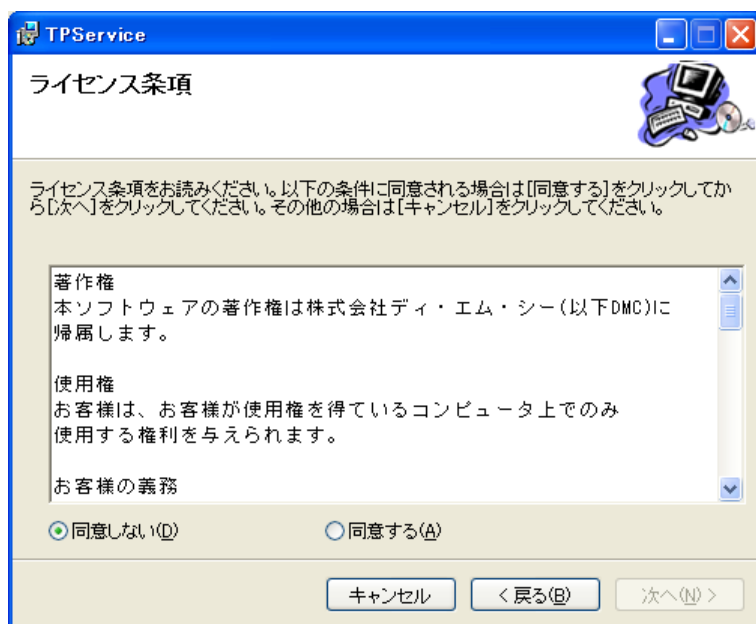 TPService
ライセンス条項
ライセンス条項をお読みください。以下の条件に同意される場合は[同意する]をクリックしてか
ら[次へ]をクリックしてください。その他の場合は[キャンセル]をクリックしてください。
著作権
本ソフトウェアの著作権は株式会社ディ・エム・シー(以下DMC)に
帰属します。
使用権
お客様は、お客様が使用権を得ているコンピュータ上でのみ
使用する権利を与えられます。
お客様の義務
同意しない(D) 同意する(A)
キャンセル < 戻る(B) 次へ(N) >